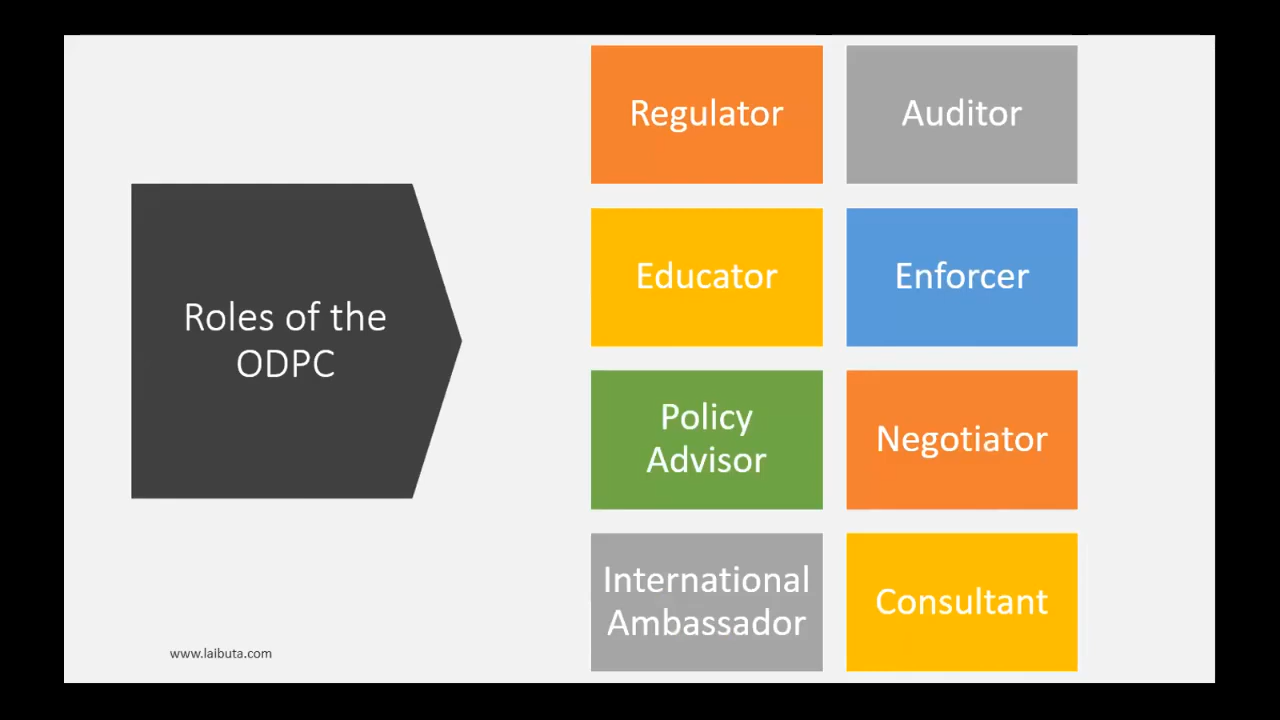 Roles of the
ODPC
Regulator
Auditor
Educator
Enforcer
Policy
Advisor
Negotiator
International
Ambassador
Consultant
www.laibuta.com